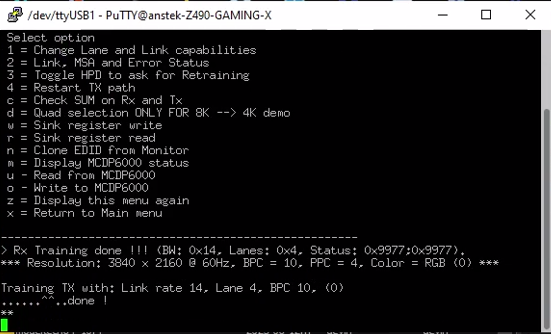 /dev/ttyUSB1 - PuTTY@anstek-Z490-GAMING-X
Select option
1 = Change Lane and Link capabilities
2 = Link, MSA and Error Status
3 = Toggle HPD to ask for Retraining
4 = Restart TX path
c = Check SUM on Rx and Tx
d = Quad selection ONLY FOR 8K --> 4K demo
w = Sink register write
r = Sink register read
n = Clone EDID from Monitor
m = Display MCDP6000 status
u - Read from MCDP6000
o - Write to MCDP6000
z = Display this menu again
x = Return to Main menu
-----------------------------------------------------
> Rx Training done !!! (BW: 0x14, Lanes: 0x4, Status: 0x9977;0x9977).
*** Resolution: 3840 x 2160 @ 60Hz, BPC = 10, PPC = 4, Color = RGB (0) ***
Training TX with: Link rate 14, Lane 4, BPC 10, (0)
......^^..done !
**